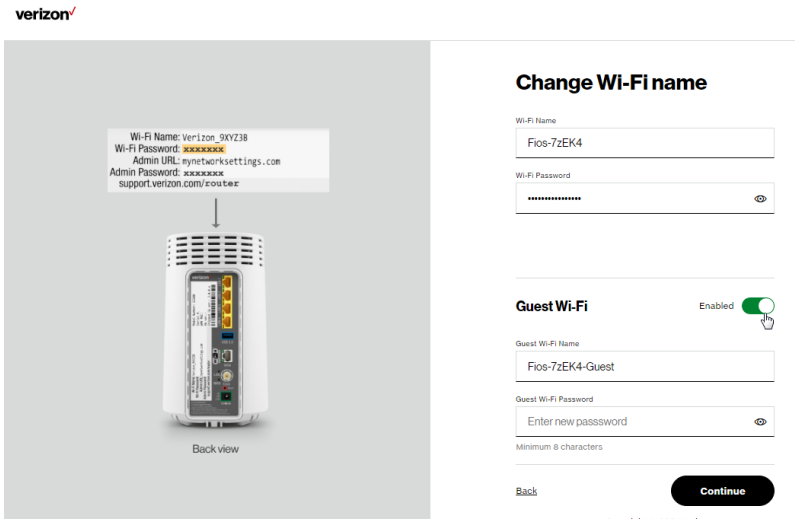 verizon
Wi-Fi Name: Verizon_9XYZ3B
Wi-Fi Password: xxxxxxx
Admin URL: mynetworksettings.com
Admin Password: xxxxxxx
support.verizon.com/router
Back view
Change Wi-Fi name
Wi-Fi Name
Fios-7zEK4
Wi-Fi Password
••••••••••••••••
Guest Wi-Fi
Enabled
Guest Wi-Fi Name
Fios-7zEK4-Guest
Guest Wi-Fi Password
Enter new passsword
Minimum 8 characters
Back
Continue